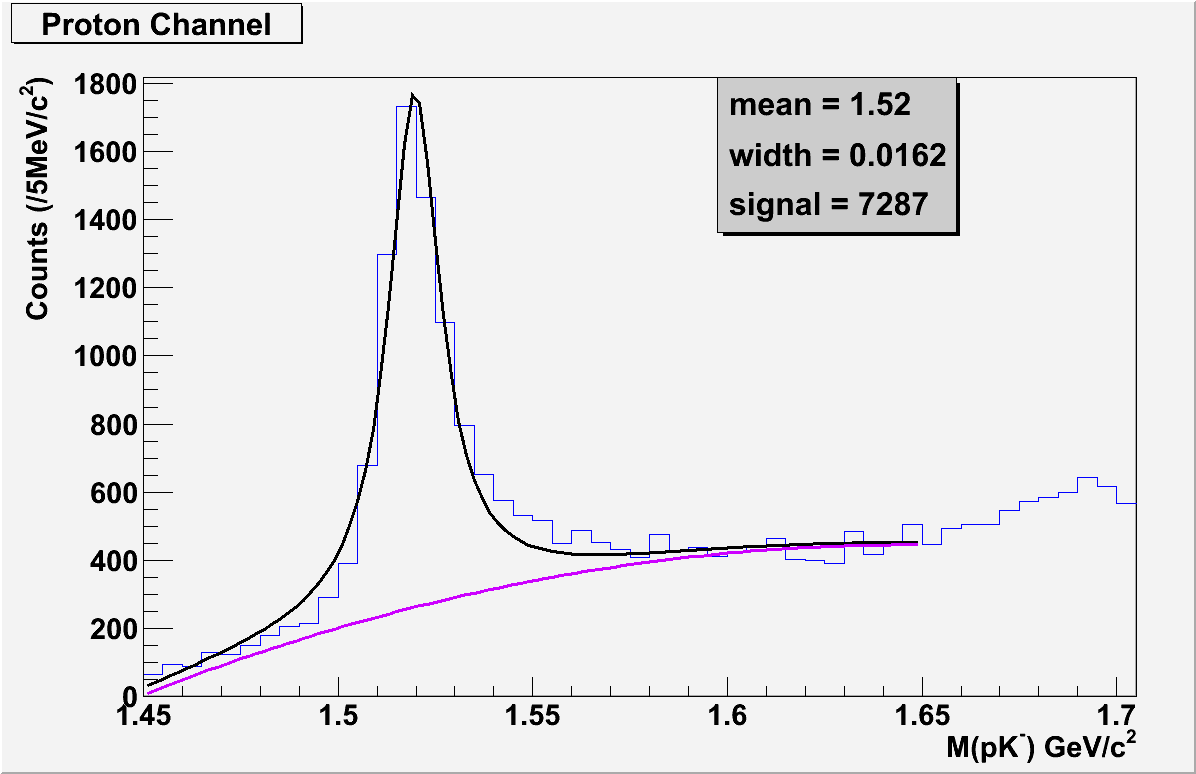 Proton Channel
Counts (/5MeV/c²)
mean = 1.52
width = 0.0162
signal = 7287
1800
1600
1400
1200
1000
800
600
400
200
0
1.45 1.5 1.55 1.6 1.65 1.7
M(pK⁻) GeV/c²